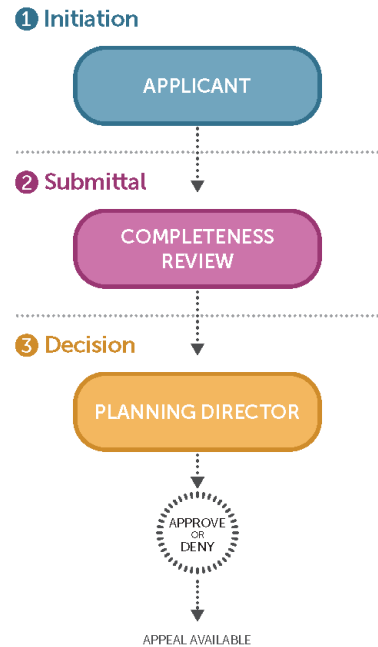 1 Initiation
APPLICANT
2 Submittal
COMPLETENESS
REVIEW
3 Decision
PLANNING DIRECTOR
APPROVE
OR
DENY
APPEAL AVAILABLE